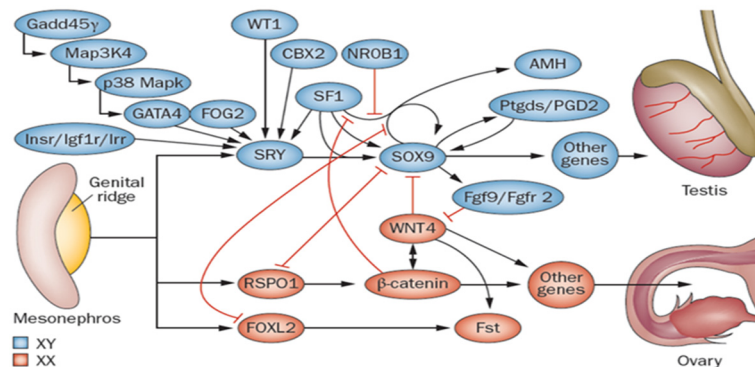 Gadd45γ
Map3K4
p38 Mapk
GATA4
FOG2
Insr/Igf1r/Irr
WT1
CBX2
NR0B1
SF1
SRY
SOX9
AMH
Ptgds/PGD2
Other
genes
Testis
Fgf9/Fgfr 2
Genital
ridge
Mesonephros
WNT4
RSPO1
β-catenin
Other
genes
FOXL2
Fst
Ovary
XY
XX